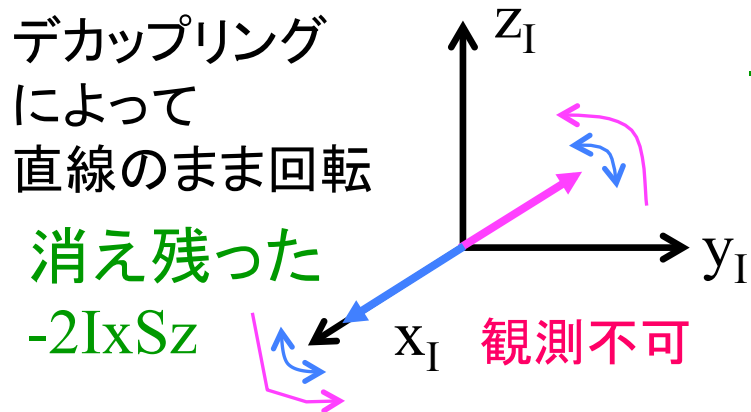 デカップリング
によって
直線のまま回転
消え残った
-2IxSz
zI
yI
xI
観測不可